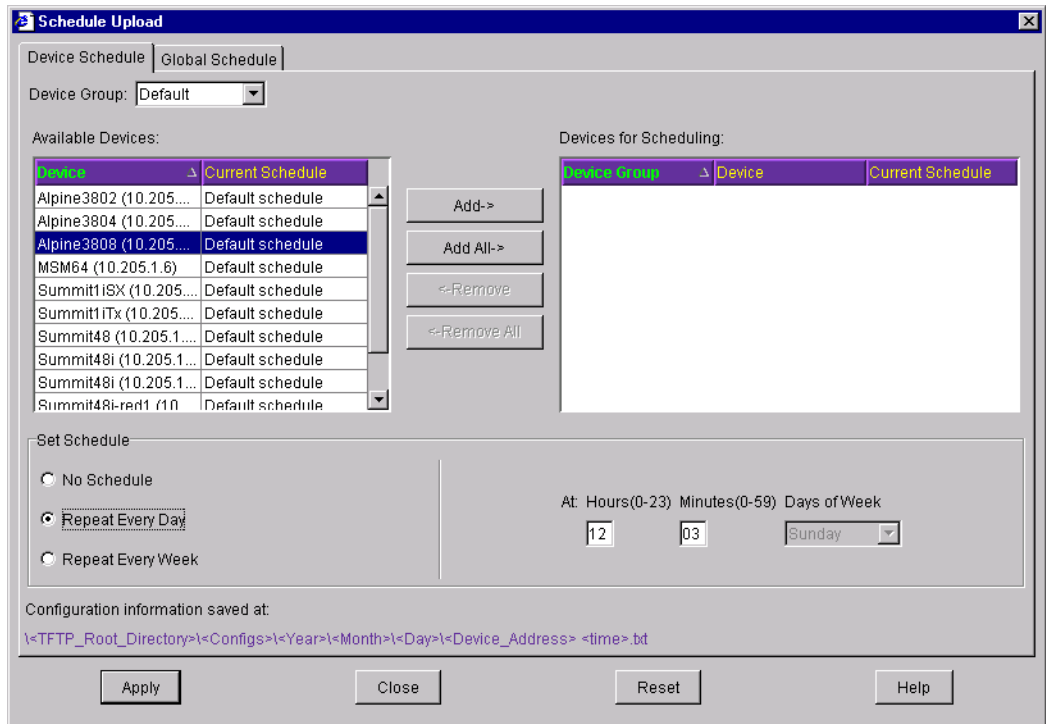 Schedule Upload
Device Schedule Global Schedule
Device Group: Default
Available Devices:
Devices for Scheduling:
Device Current Schedule
Alpine3802 (10.205.... Default schedule
Alpine3804 (10.205.... Default schedule
Alpine3808 (10.205.... Default schedule
MSM64 (10.205.1.6) Default schedule
Summit1iSX (10.205.... Default schedule
Summit1iTx (10.205.... Default schedule
Summit48 (10.205.1.... Default schedule
Summit48i (10.205.1... Default schedule
Summit48i (10.205.1... Default schedule
Summit48i-red1 (10 Default schedule
Add->
Add All->
<-Remove
<-Remove All
Device Group Device Current Schedule
Set Schedule
No Schedule
Repeat Every Day
Repeat Every Week
At: Hours(0-23) Minutes(0-59) Days of Week
12 03 Sunday
Configuration information saved at:
\<TFTP_Root_Directory>\<Configs>\<Year>\<Month>\<Day>\<Device_Address> <time>.txt
Apply Close Reset Help